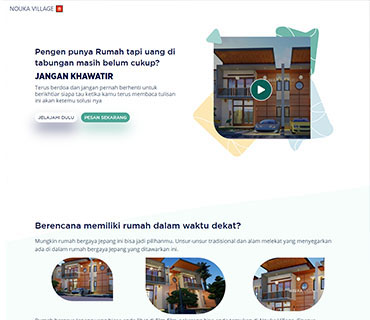 NOUKA VILLAGE
Pengen punya Rumah tapi uang di
tabungan masih belum cukup?
JANGAN KHAWATIR
Terus berdoa dan jangan pernah berhenti untuk
berikhtiar siapa tau ketika kamu terus membaca tulisan
ini akan ketemu solusi nya
JELAJAHI DULU
PESAN SEKARANG
Berencana memiliki rumah dalam waktu dekat?
Mungkin rumah bergaya Jepang ini bisa jadi pilihanmu. Unsur-unsur tradisional dan alam melekat yang menyegarkan
ada di dalam rumah bergaya Jepang yang ditawarkan ini.